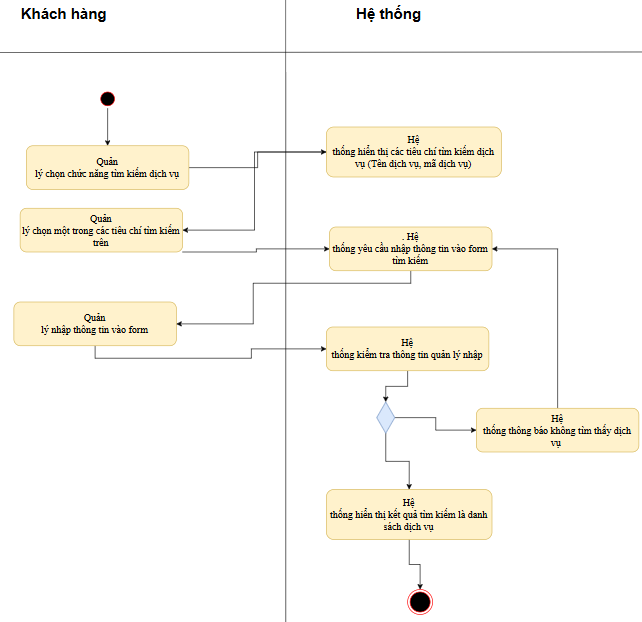 Khách hàng
Hệ thống
Quản
lý chọn chức năng tìm kiếm dịch vụ
Hệ
thống hiển thị các tiêu chí tìm kiếm dịch
vụ (Tên dịch vụ, mã dịch vụ)
Quản
lý chọn một trong các tiêu chí tìm kiếm
trên
. Hệ
thống yêu cầu nhập thông tin vào form
tìm kiếm
Quản
lý nhập thông tin vào form
Hệ
thống kiểm tra thông tin quản lý nhập
Hệ
thống thông báo không tìm thấy dịch
vụ
Hệ
thống hiển thị kết quả tìm kiếm là danh
sách dịch vụ